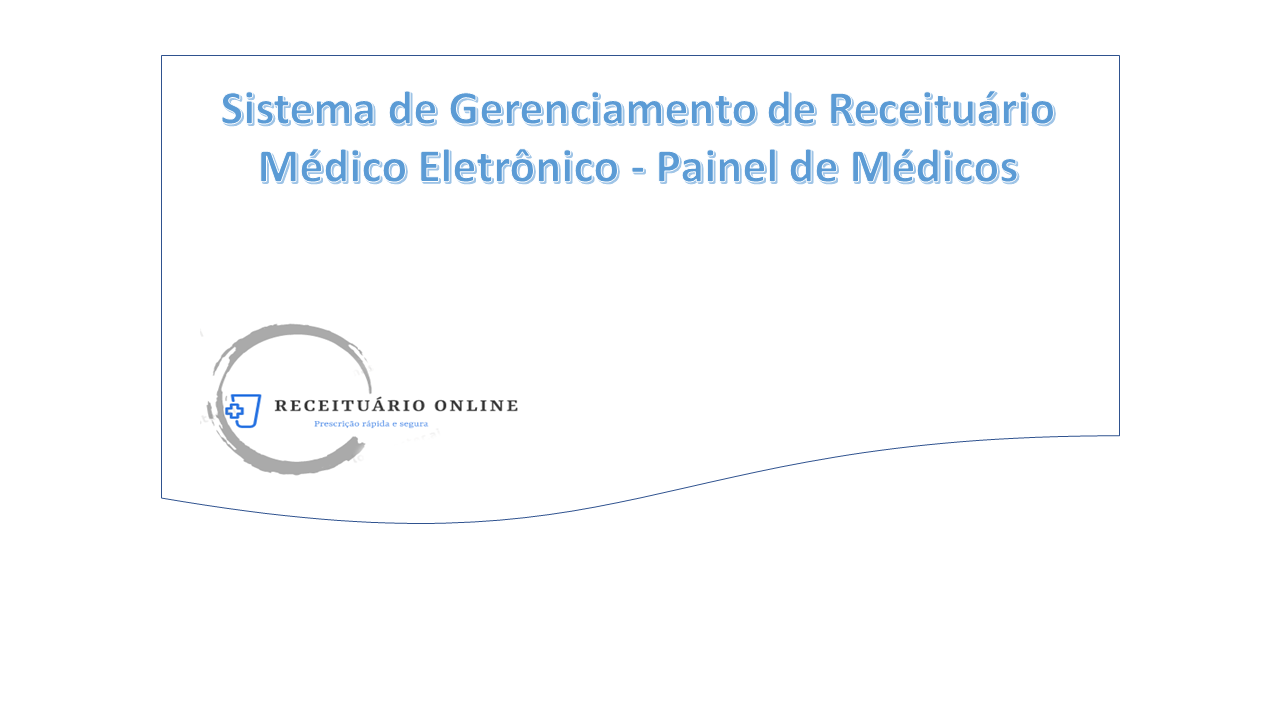 Sistema de Gerenciamento de Receituário
Médico Eletrônico - Painel de Médicos
RECEITUÁRIO ONLINE
Prescrição rápida e segura